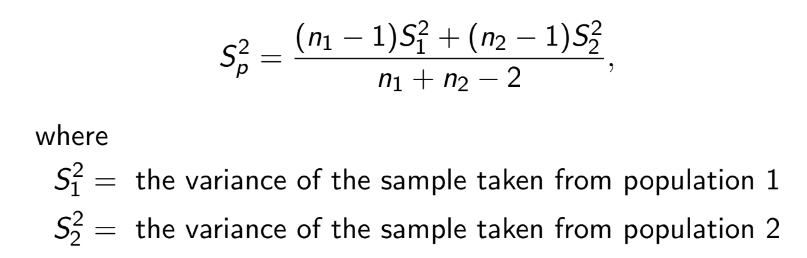 S_p^2 = \frac{(n_1 - 1)S_1^2 + (n_2 - 1)S_2^2}{n_1 + n_2 - 2},
where
S_1^2 = the variance of the sample taken from population 1
S_2^2 = the variance of the sample taken from population 2